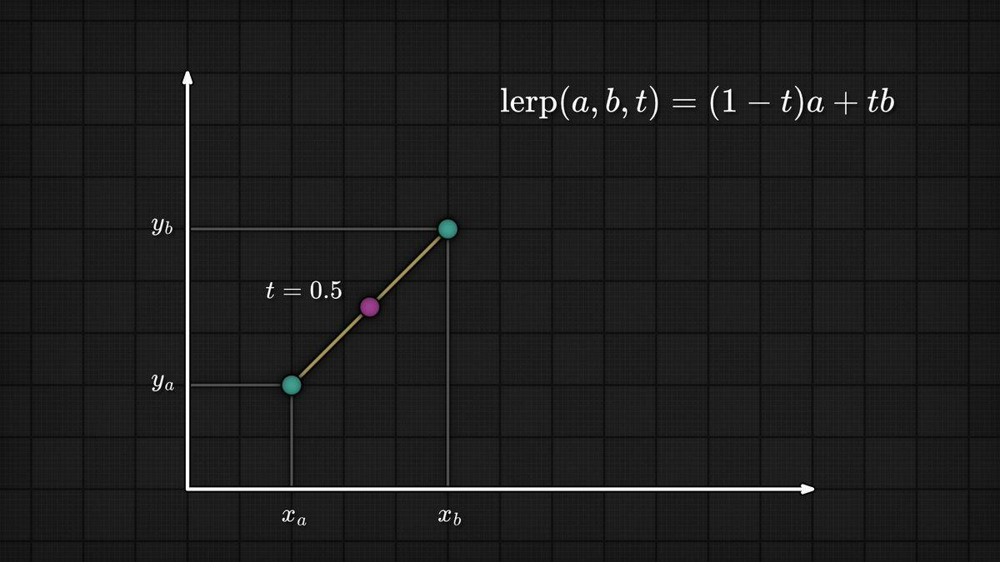 lerp(a, b, t) = (1 − t)a + tb
y_b
t = 0.5
y_a
x_a x_b